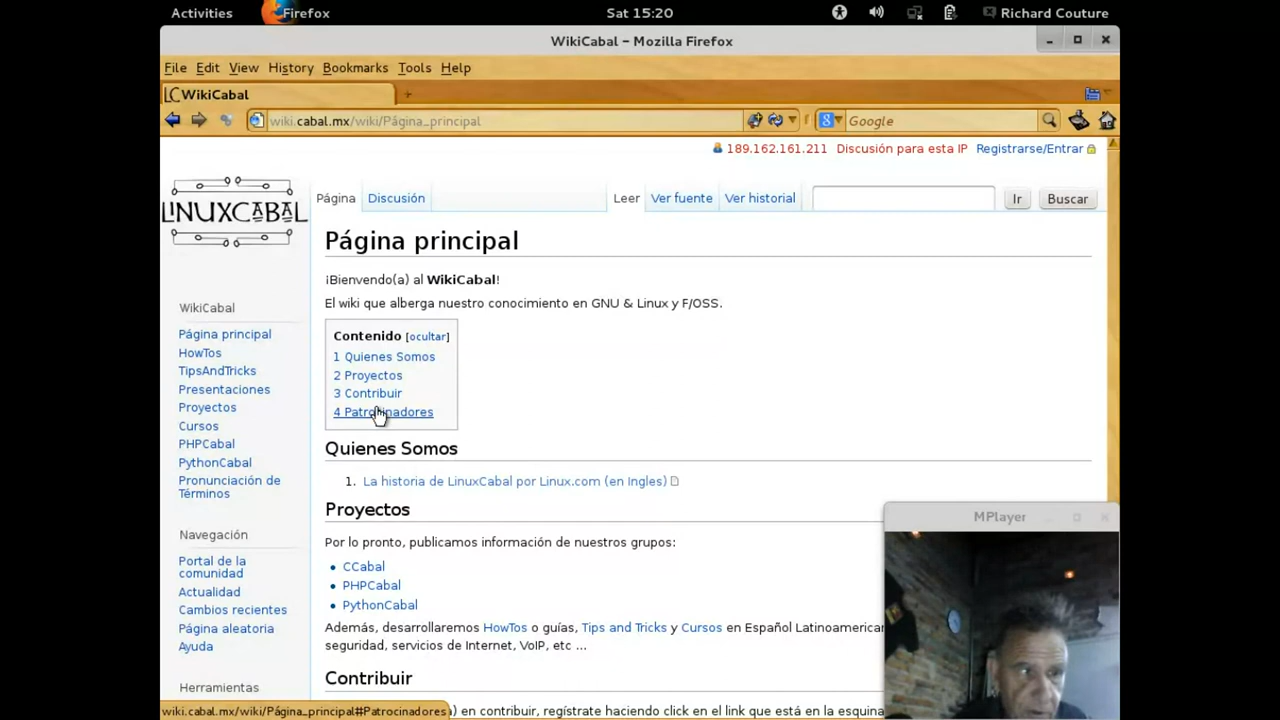 Activities Firefox Sat 15:20 Richard Couture
WikiCabal - Mozilla Firefox
File Edit View History Bookmarks Tools Help
WikiCabal
wiki.cabal.mx/wiki/Página_principal Google
189.162.161.211 Discusión para esta IP Registrarse/Entrar
LINUXCABAL
Página Discusión Leer Ver fuente Ver historial Ir Buscar
Página principal
¡Bienvendo(a) al WikiCabal!
El wiki que alberga nuestro conocimiento en GNU & Linux y F/OSS.
Contenido [ocultar]
1 Quienes Somos
2 Proyectos
3 Contribuir
4 Patrocinadores
Quienes Somos
1. La historia de LinuxCabal por Linux.com (en Ingles)
Proyectos
Por lo pronto, publicamos información de nuestros grupos:
CCabal
PHPCabal
PythonCabal
Además, desarrollaremos HowTos o guías, Tips and Tricks y Cursos en Español Latinoamerican
seguridad, servicios de Internet, VoIP, etc ...
Contribuir
) en contribuir, regístrate haciendo click en el link que está en la esquina
WikiCabal
Página principal
HowTos
TipsAndTricks
Presentaciones
Proyectos
Cursos
PHPCabal
PythonCabal
Pronunciación de
Términos
Navegación
Portal de la
comunidad
Actualidad
Cambios recientes
Página aleatoria
Ayuda
Herramientas
MPlayer
wiki.cabal.mx/wiki/Página_principal#Patrocinadores